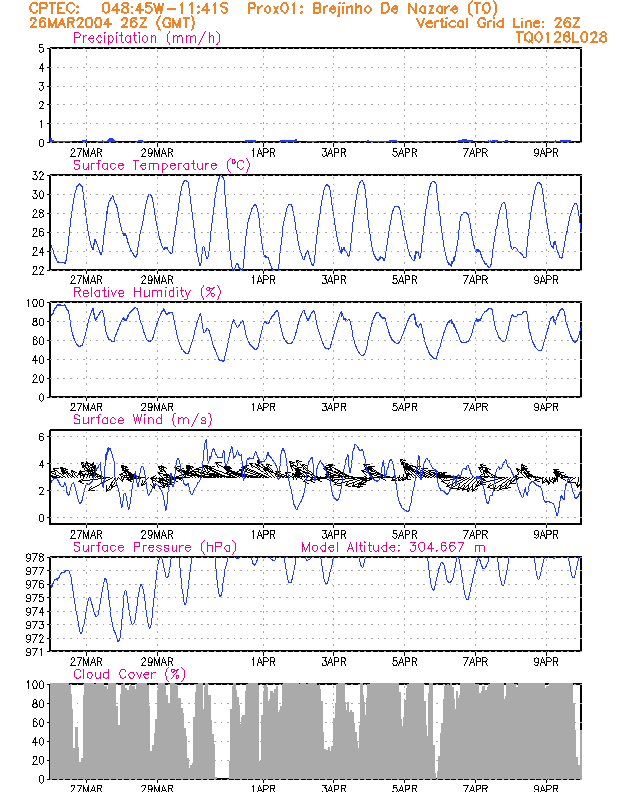 CPTEC: 048:45W-11:41S Prox01: Brejinho De Nazare (TO)
26MAR2004 26Z (GMT) Vertical Grid Line: 26Z
Precipitation (mm/h) TQ0126L028
5
4
3
2
1
0
27MAR 29MAR 1APR 3APR 5APR 7APR 9APR
Surface Temperature (°C)
32
30
28
26
24
22
27MAR 29MAR 1APR 3APR 5APR 7APR 9APR
Relative Humidity (%)
100
80
60
40
20
0
27MAR 29MAR 1APR 3APR 5APR 7APR 9APR
Surface Wind (m/s)
6
4
2
0
27MAR 29MAR 1APR 3APR 5APR 7APR 9APR
Surface Pressure (hPa) Model Altitude: 304.667 m
978
977
976
975
974
973
972
971
27MAR 29MAR 1APR 3APR 5APR 7APR 9APR
Cloud Cover (%)
100
80
60
40
20
0
27MAR 29MAR 1APR 3APR 5APR 7APR 9APR